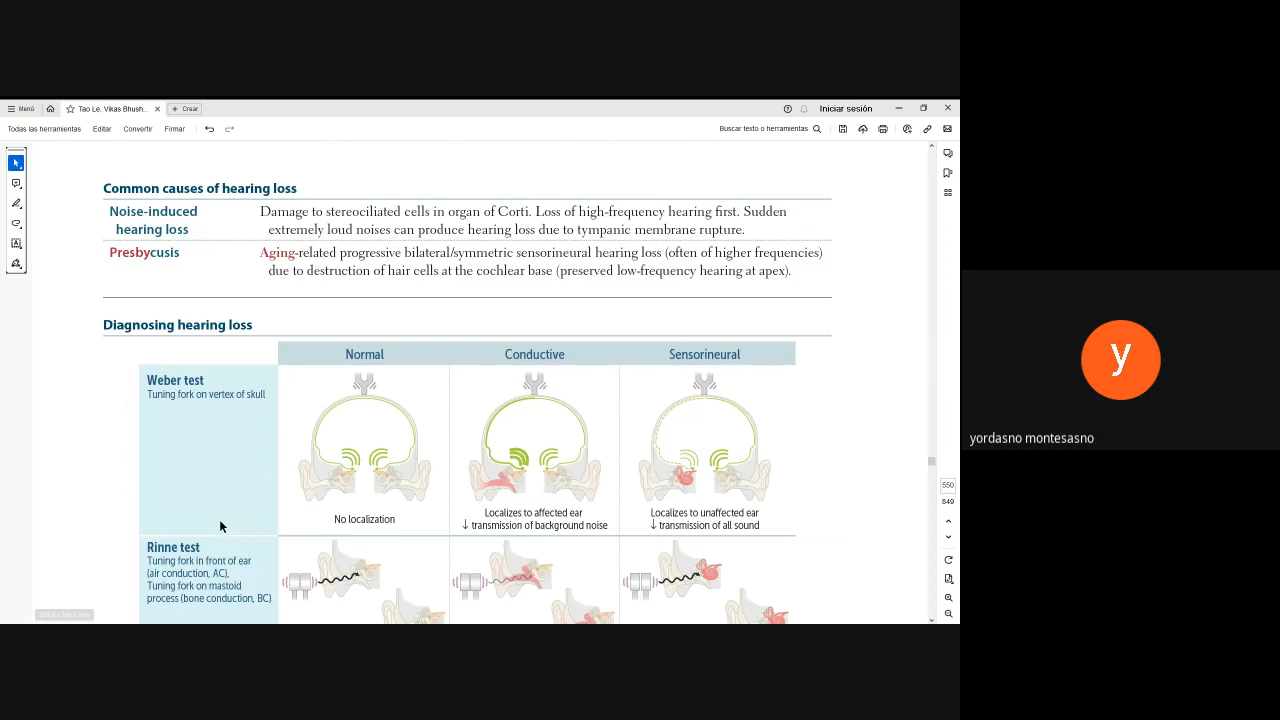 Menú
Tao Le, Vikas Bhush...
Crear
Iniciar sesión
Todas las herramientas Editar Convertir Firmar
Buscar texto o herramientas
Common causes of hearing loss
Noise-induced hearing loss
Damage to stereociliated cells in organ of Corti. Loss of high-frequency hearing first. Sudden
extremely loud noises can produce hearing loss due to tympanic membrane rupture.
Presbycusis
Aging-related progressive bilateral/symmetric sensorineural hearing loss (often of higher frequencies)
due to destruction of hair cells at the cochlear base (preserved low-frequency hearing at apex).
Diagnosing hearing loss
Normal Conductive Sensorineural
Weber test
Tuning fork on vertex of skull
No localization
Localizes to affected ear
↓ transmission of background noise
Localizes to unaffected ear
↓ transmission of all sound
Rinne test
Tuning fork in front of ear
(air conduction, AC),
Tuning fork on mastoid
process (bone conduction, BC)
550
849
y
yordasno montesasno